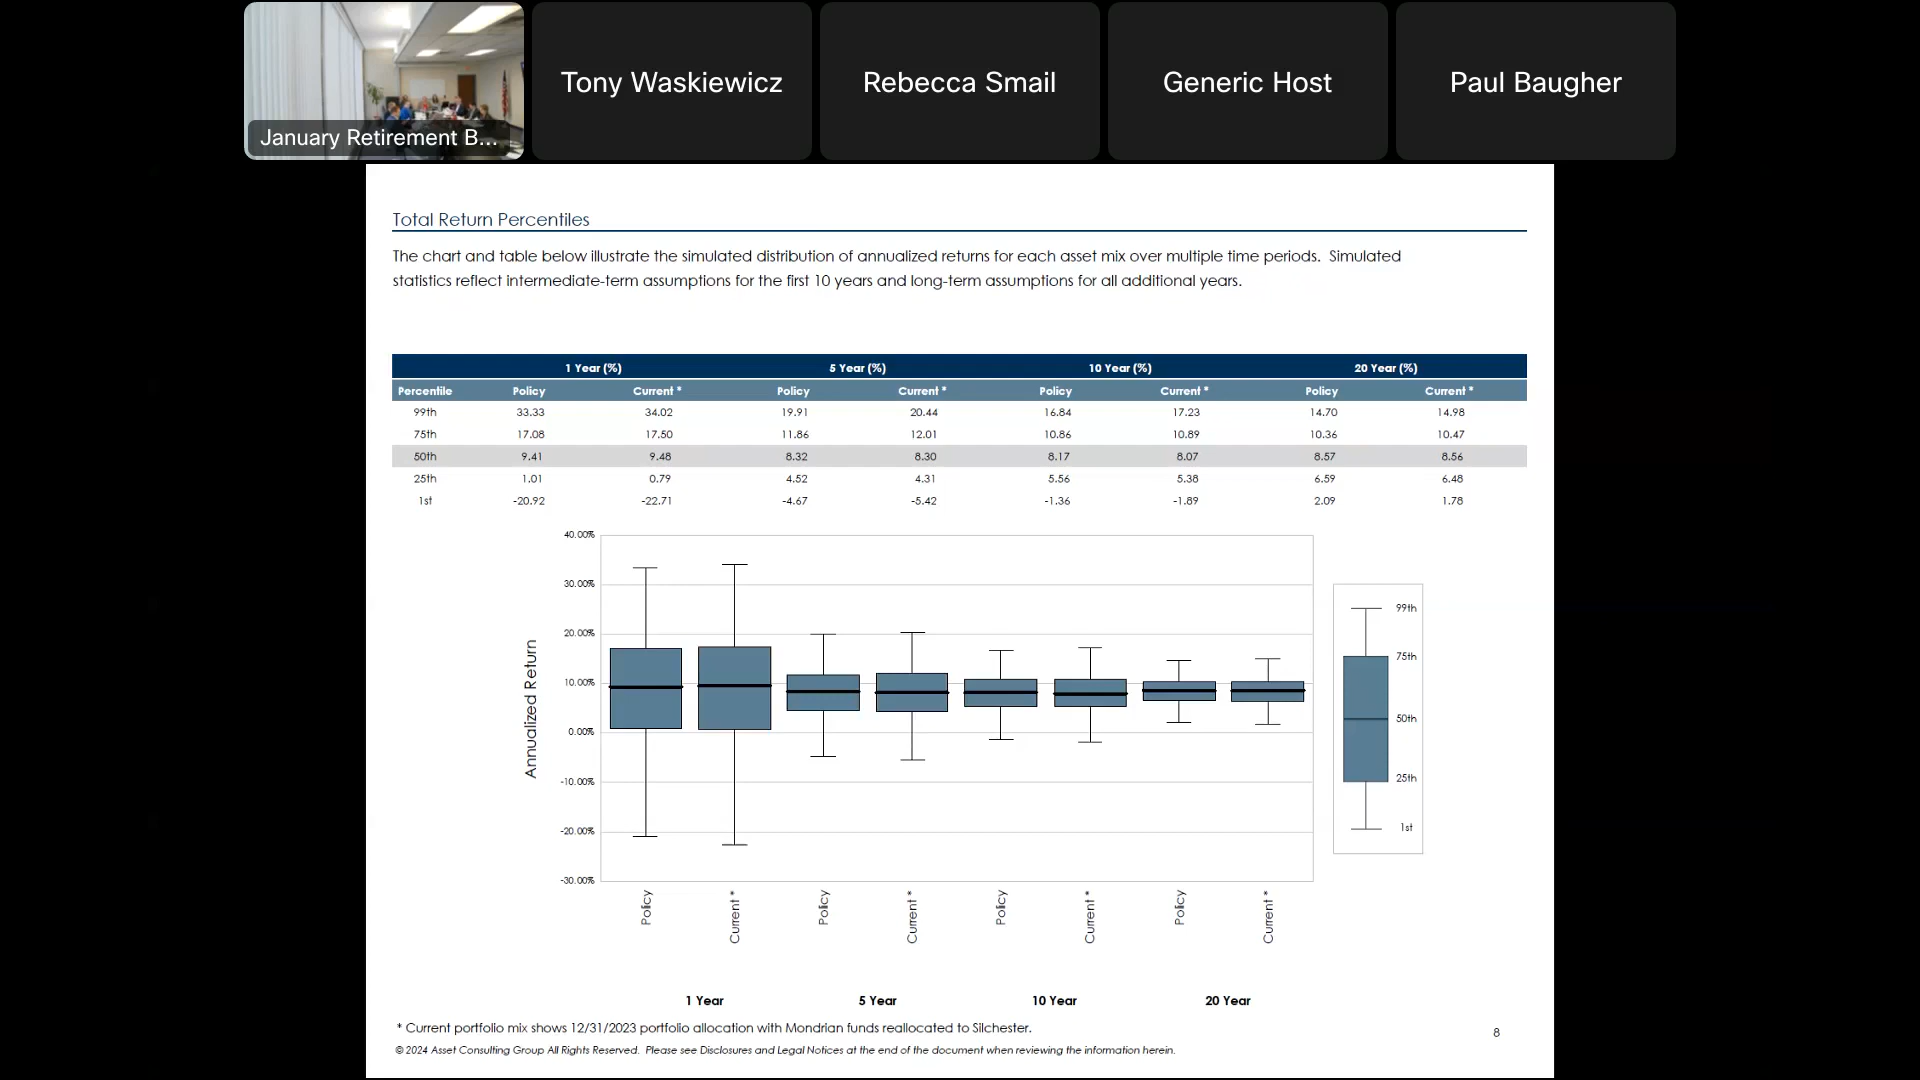 January Retirement B...
Tony Waskiewicz
Rebecca Smail
Generic Host
Paul Baugher
Total Return Percentiles
The chart and table below illustrate the simulated distribution of annualized returns for each asset mix over multiple time periods. Simulated
statistics reflect intermediate-term assumptions for the first 10 years and long-term assumptions for all additional years.
1 Year (%) 5 Year (%) 10 Year (%) 20 Year (%)
Percentile Policy Current * Policy Current * Policy Current * Policy Current *
99th 33.33 34.02 19.91 20.44 16.84 17.23 14.70 14.98
75th 17.08 17.50 11.86 12.01 10.86 10.89 10.36 10.47
50th 9.41 9.48 8.32 8.30 8.17 8.07 8.57 8.56
25th 1.01 0.79 4.52 4.31 5.56 5.38 6.59 6.48
1st -20.92 -22.71 -4.67 -5.42 -1.36 -1.89 2.09 1.78
Annualized Return
40.00%
30.00%
20.00%
10.00%
0.00%
-10.00%
-20.00%
-30.00%
99th
75th
50th
25th
1st
Policy Current * Policy Current * Policy Current * Policy Current *
1 Year 5 Year 10 Year 20 Year
* Current portfolio mix shows 12/31/2023 portfolio allocation with Mondrian funds reallocated to Silchester.
8
© 2024 Asset Consulting Group All Rights Reserved. Please see Disclosures and Legal Notices at the end of the document when reviewing the information herein.